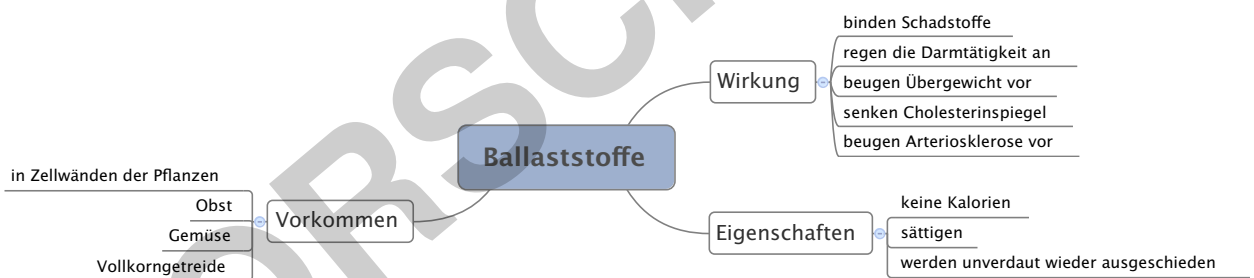 Ballaststoffe
Wirkung
binden Schadstoffe
regen die Darmtätigkeit an
beugen Übergewicht vor
senken Cholesterinspiegel
beugen Arteriosklerose vor
Eigenschaften
keine Kalorien
sättigen
werden unverdaut wieder ausgeschieden
Vorkommen
in Zellwänden der Pflanzen
Obst
Gemüse
Vollkorngetreide